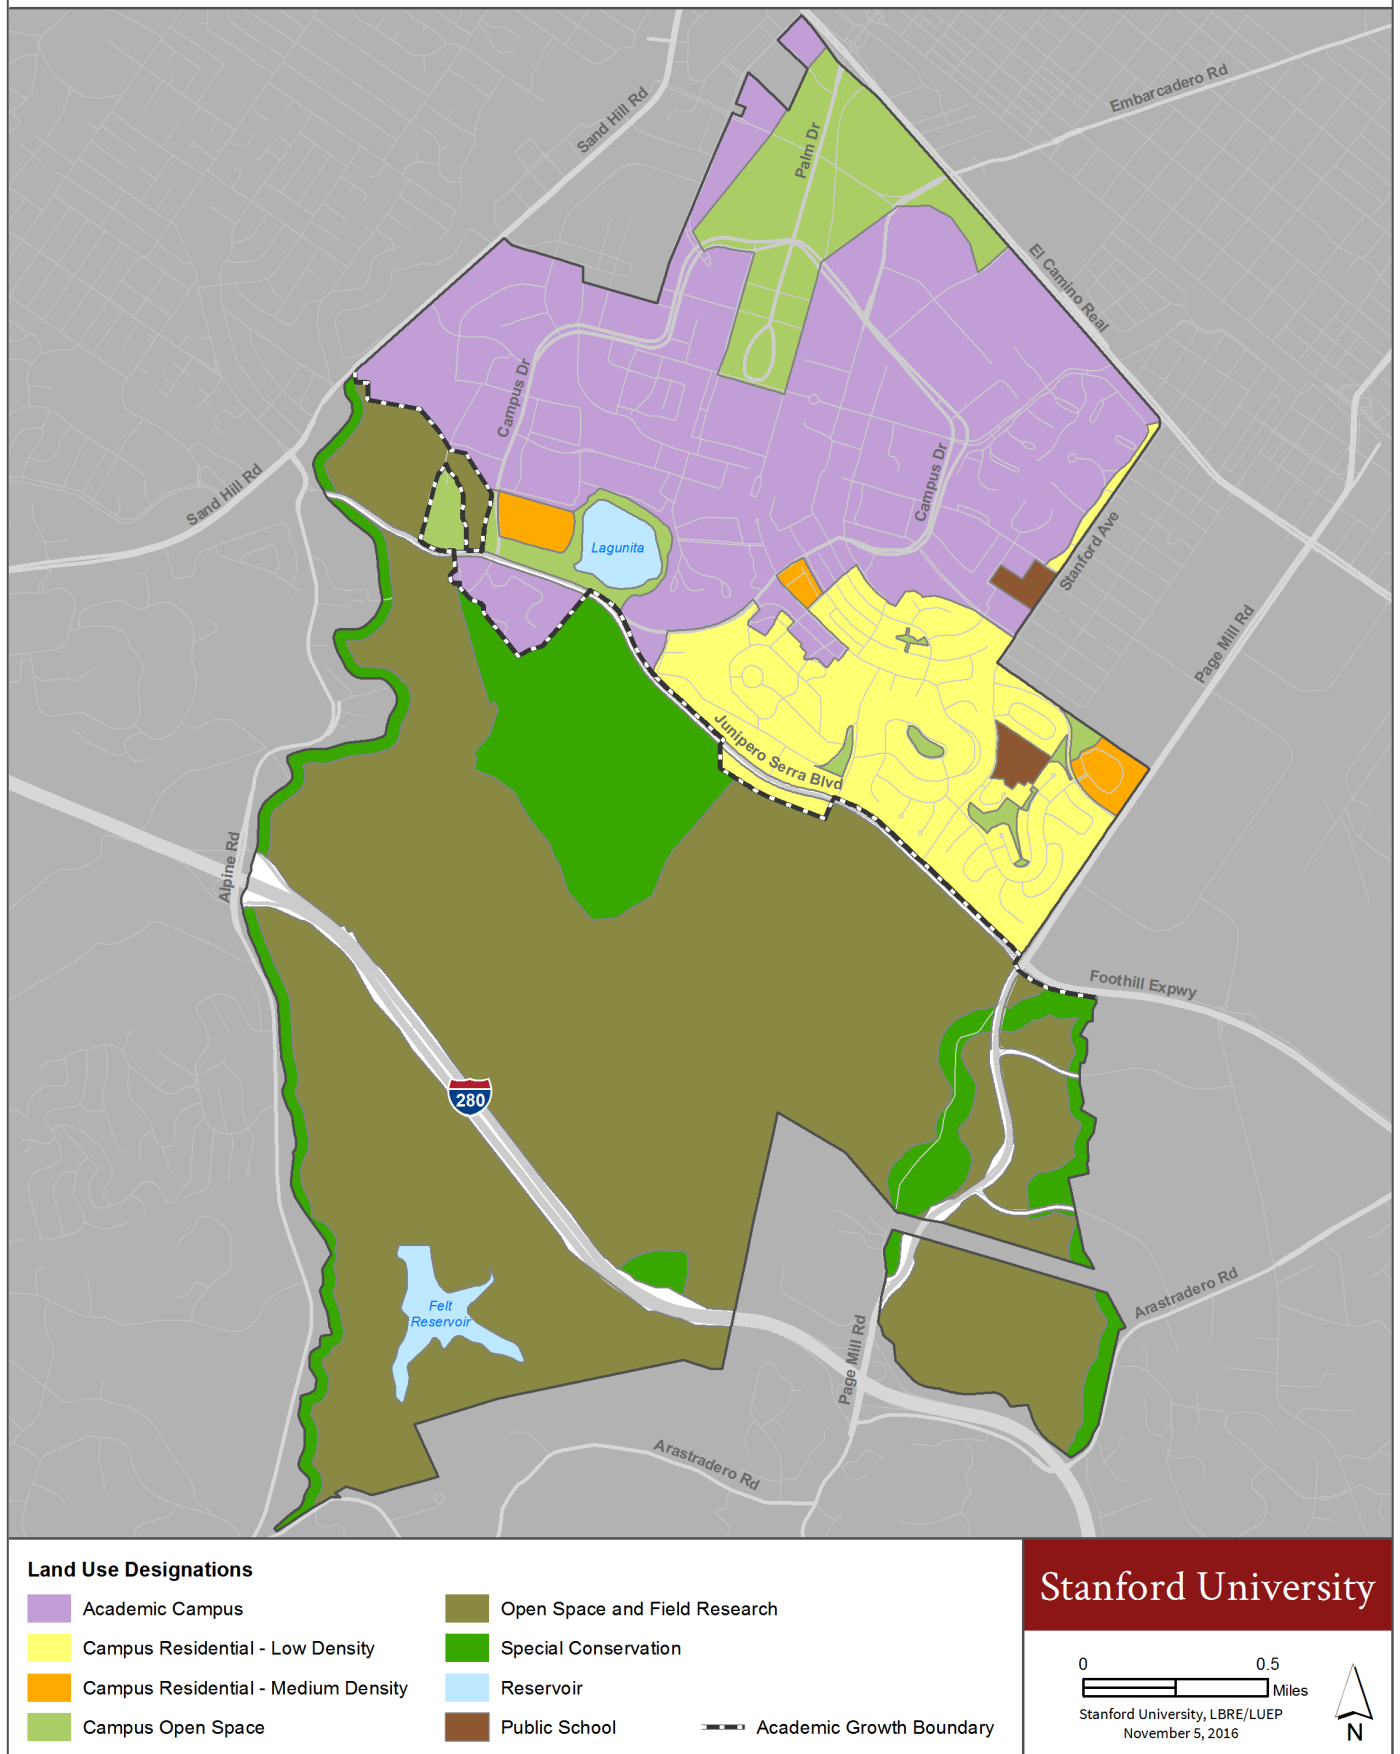 Embarcadero Rd
Sand Hill Rd
Palm Dr
El Camino Real
Campus Dr
Campus Dr
Sand Hill Rd
Stanford Ave
Lagunita
Page Mill Rd
Junipero Serra Blvd
Alpine Rd
Foothill Expwy
280
Arastradero Rd
Felt
Reservoir
Page Mill Rd
Arastradero Rd
Land Use Designations
Academic Campus
Campus Residential - Low Density
Campus Residential - Medium Density
Campus Open Space
Open Space and Field Research
Special Conservation
Reservoir
Public School
Academic Growth Boundary
Stanford University
0 0.5
Miles
Stanford University, LBRE/LUEP
November 5, 2016
N